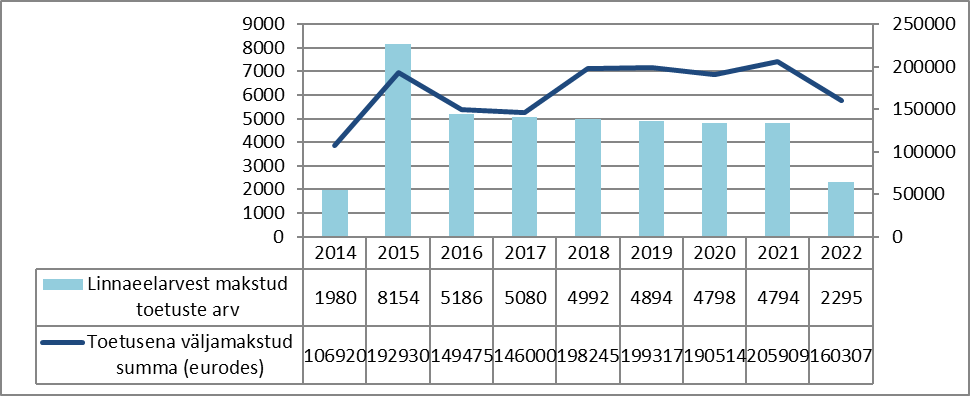 9000 250000
8000
7000 200000
6000
5000 150000
4000
3000 100000
2000 50000
1000
0 0
2014 2015 2016 2017 2018 2019 2020 2021 2022
Linnaeelarvest makstud
toetuste arv
1980 8154 5186 5080 4992 4894 4798 4794 2295
Toetusena väljamakstud
summa (eurodes)
106920 192930 149475 146000 198245 199317 190514 205909 160307